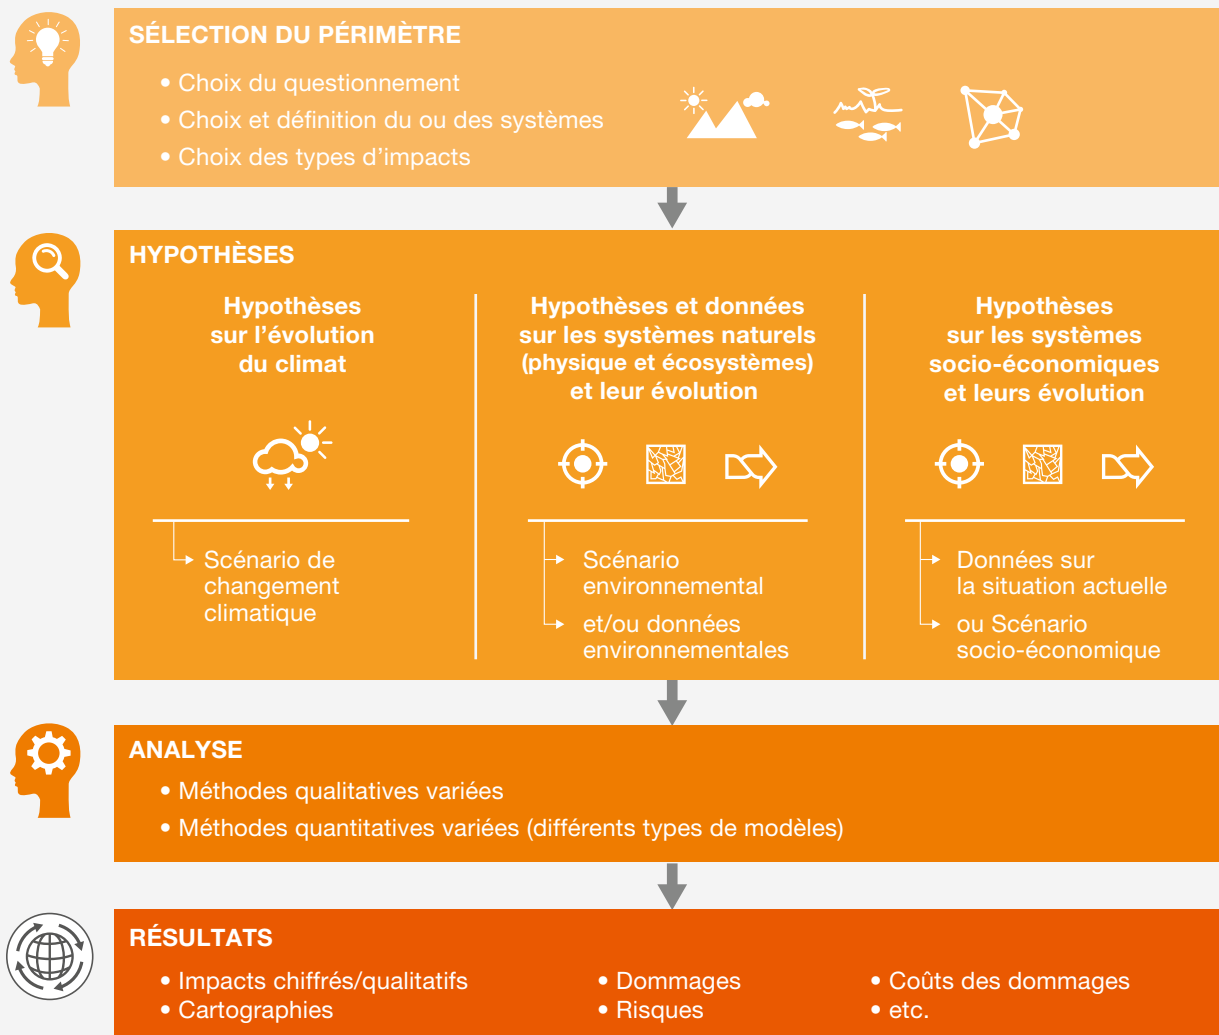 SÉLECTION DU PÉRIMÈTRE
• Choix du questionnement
• Choix et définition du ou des systèmes
• Choix des types d’impacts
HYPOTHÈSES
Hypothèses
sur l’évolution
du climat
Scénario de
changement
climatique
Hypothèses et données
sur les systèmes naturels
(physique et écosystèmes)
et leur évolution
Scénario
environnemental
et/ou données
environnementales
Hypothèses
sur les systèmes
socio-économiques
et leurs évolution
Données sur
la situation actuelle
ou Scénario
socio-économique
ANALYSE
• Méthodes qualitatives variées
• Méthodes quantitatives variées (différents types de modèles)
RÉSULTATS
• Impacts chiffrés/qualitatifs
• Cartographies
• Dommages
• Risques
• Coûts des dommages
• etc.